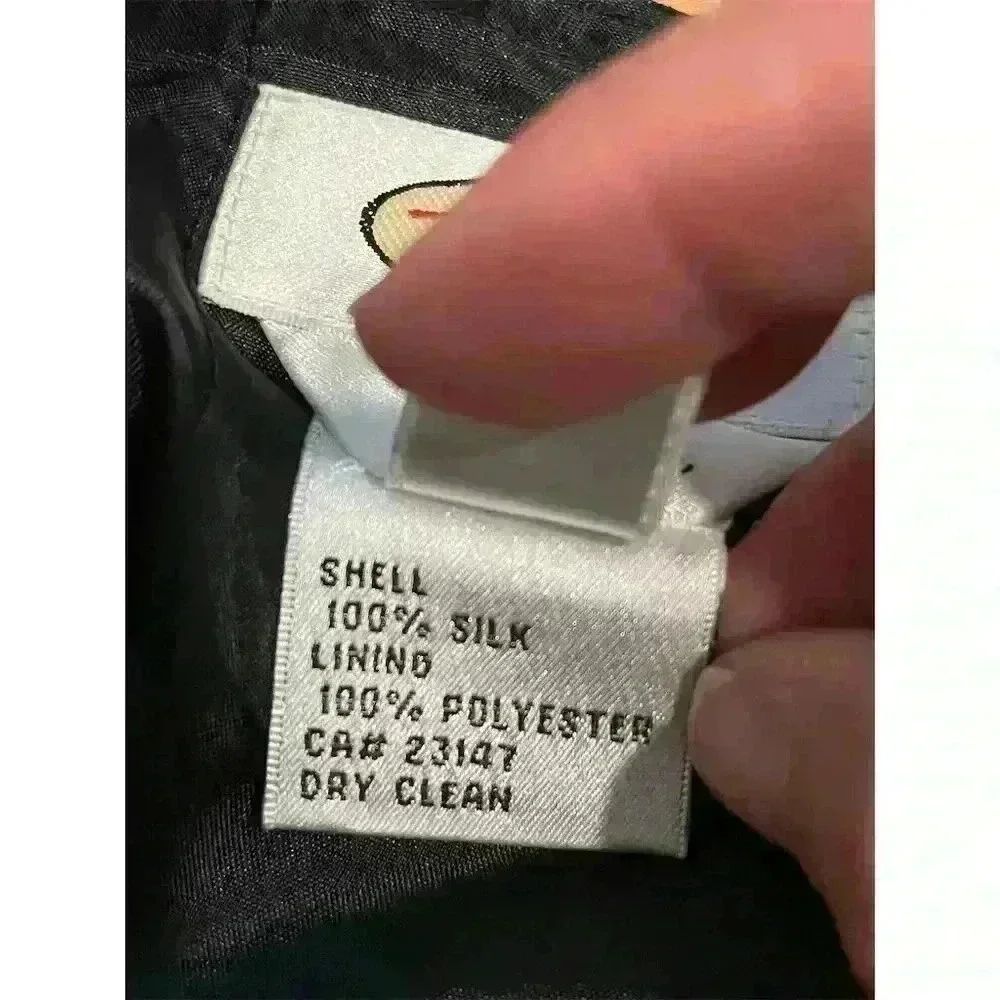 SHELL
100% SILK
LINING
100% POLYESTER
CA# 23147
DRY CLEAN